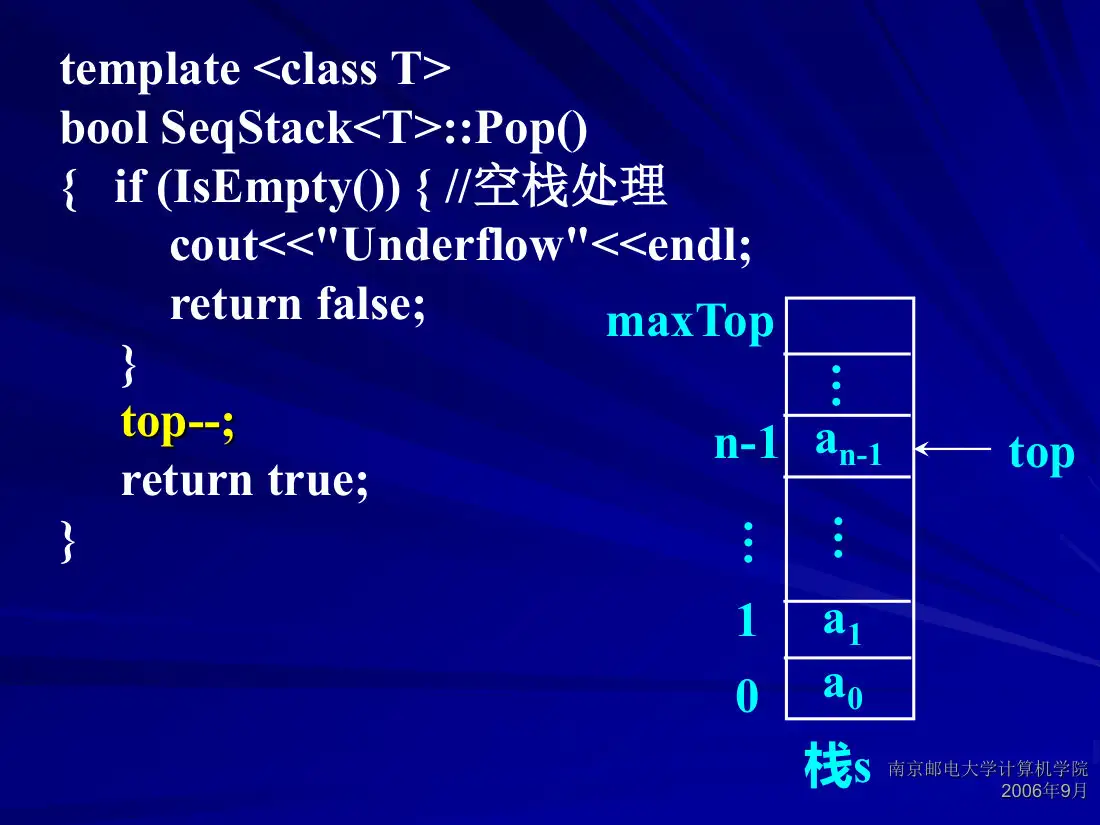 template <class T>
bool SeqStack<T>::Pop()
{   if (IsEmpty()) { //空栈处理
cout<<"Underflow"<<endl;
return false;
}
top--;
return true;
}
maxTop
⋮
n-1 aₙ₋₁ top
⋮ ⋮
1 a₁
0 a₀
栈s
南京邮电大学计算机学院
2006年9月